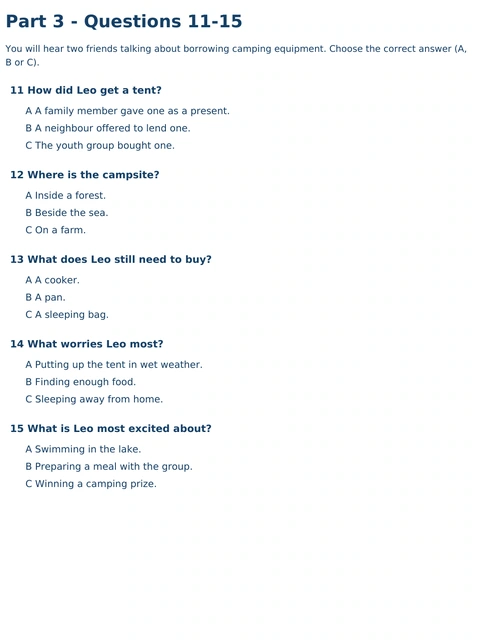 Part 3 - Questions 11-15
You will hear two friends talking about borrowing camping equipment. Choose the correct answer (A,
B or C).
11 How did Leo get a tent?
A A family member gave one as a present.
B A neighbour offered to lend one.
C The youth group bought one.
12 Where is the campsite?
A Inside a forest.
B Beside the sea.
C On a farm.
13 What does Leo still need to buy?
A A cooker.
B A pan.
C A sleeping bag.
14 What worries Leo most?
A Putting up the tent in wet weather.
B Finding enough food.
C Sleeping away from home.
15 What is Leo most excited about?
A Swimming in the lake.
B Preparing a meal with the group.
C Winning a camping prize.